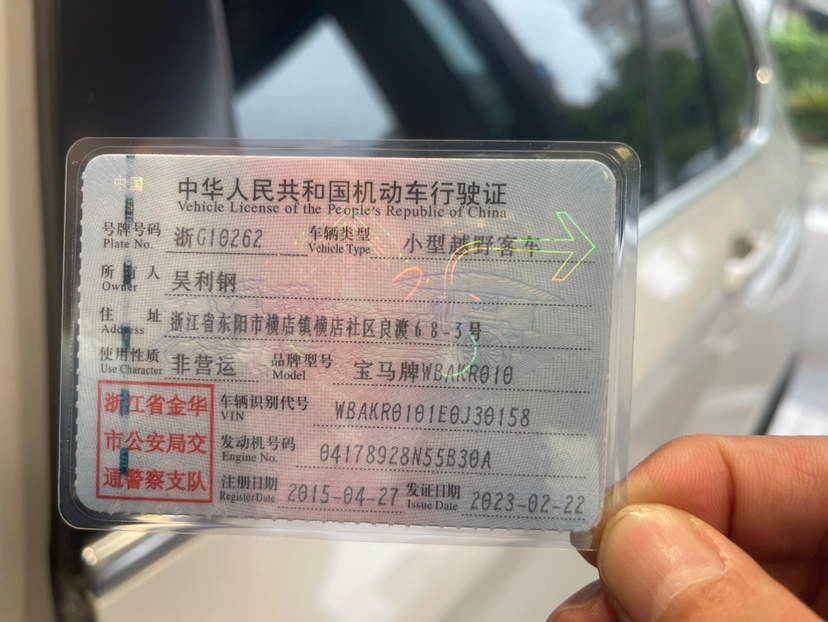 中国
中华人民共和国机动车行驶证
Vehicle License of the People's Republic of China
号牌号码 浙G10262 车辆类型 小型越野客车
Plate No. Vehicle Type
所有人 吴利钢
Owner
住址 浙江省东阳市横店镇横店社区良渡68-3号
Address
使用性质 非营运 品牌型号 宝马牌WBAKR010
Use Character Model
浙江省金华
市公安局交
通警察支队
车辆识别代号 WBAKR0101E0J30158
VIN
发动机号码 04178928N55B30A
Engine No.
注册日期 2015-04-27 发证日期 2023-02-22
RegisterDate Issue Date